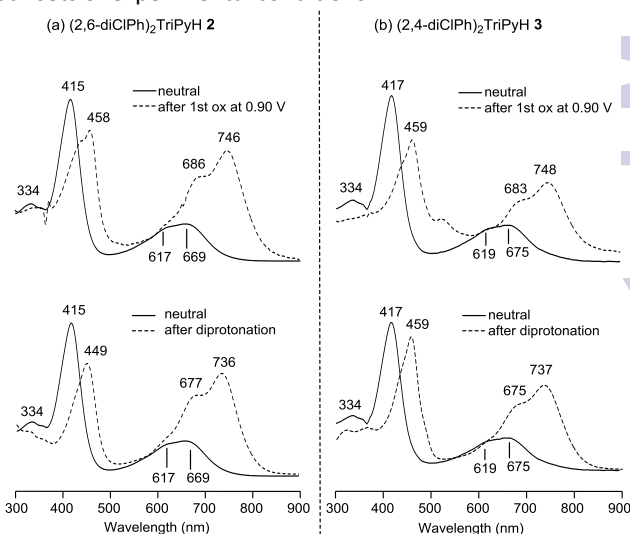 (a) (2,6-diClPh)2TriPyH 2
415
neutral
after 1st ox at 0.90 V
458
746
686
334
617
669
(b) (2,4-diClPh)2TriPyH 3
417
neutral
after 1st ox at 0.90 V
459
748
683
334
619
675
415
neutral
after diprotonation
449
736
677
334
617
669
300 400 500 600 700 800 900
Wavelength (nm)
417
neutral
after diprotonation
459
737
675
334
619
675
300 400 500 600 700 800 900
Wavelength (nm)